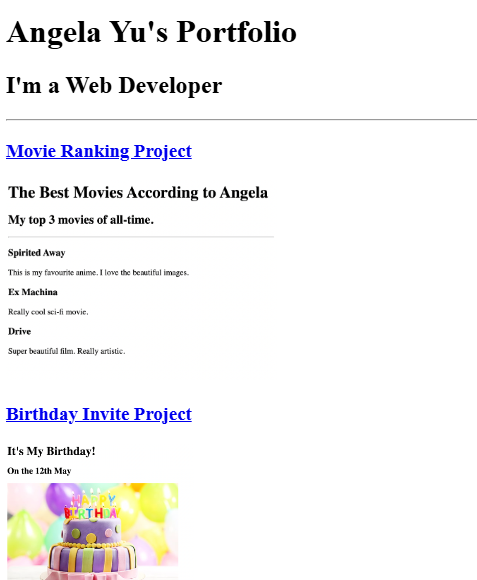 Angela Yu's Portfolio
I'm a Web Developer
Movie Ranking Project
The Best Movies According to Angela
My top 3 movies of all-time.
Spirited Away
This is my favourite anime. I love the beautiful images.
Ex Machina
Really cool sci-fi movie.
Drive
Super beautiful film. Really artistic.
Birthday Invite Project
It's My Birthday!
On the 12th May
HAPPY
BIRTHDAY